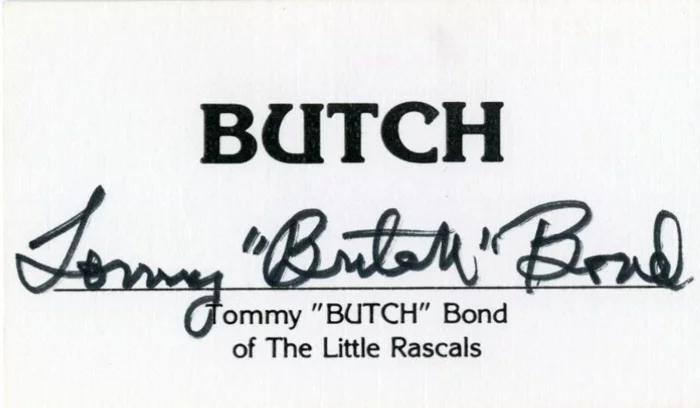 BUTCH
Tommy "Butch" Bond
Tommy "BUTCH" Bond
of The Little Rascals